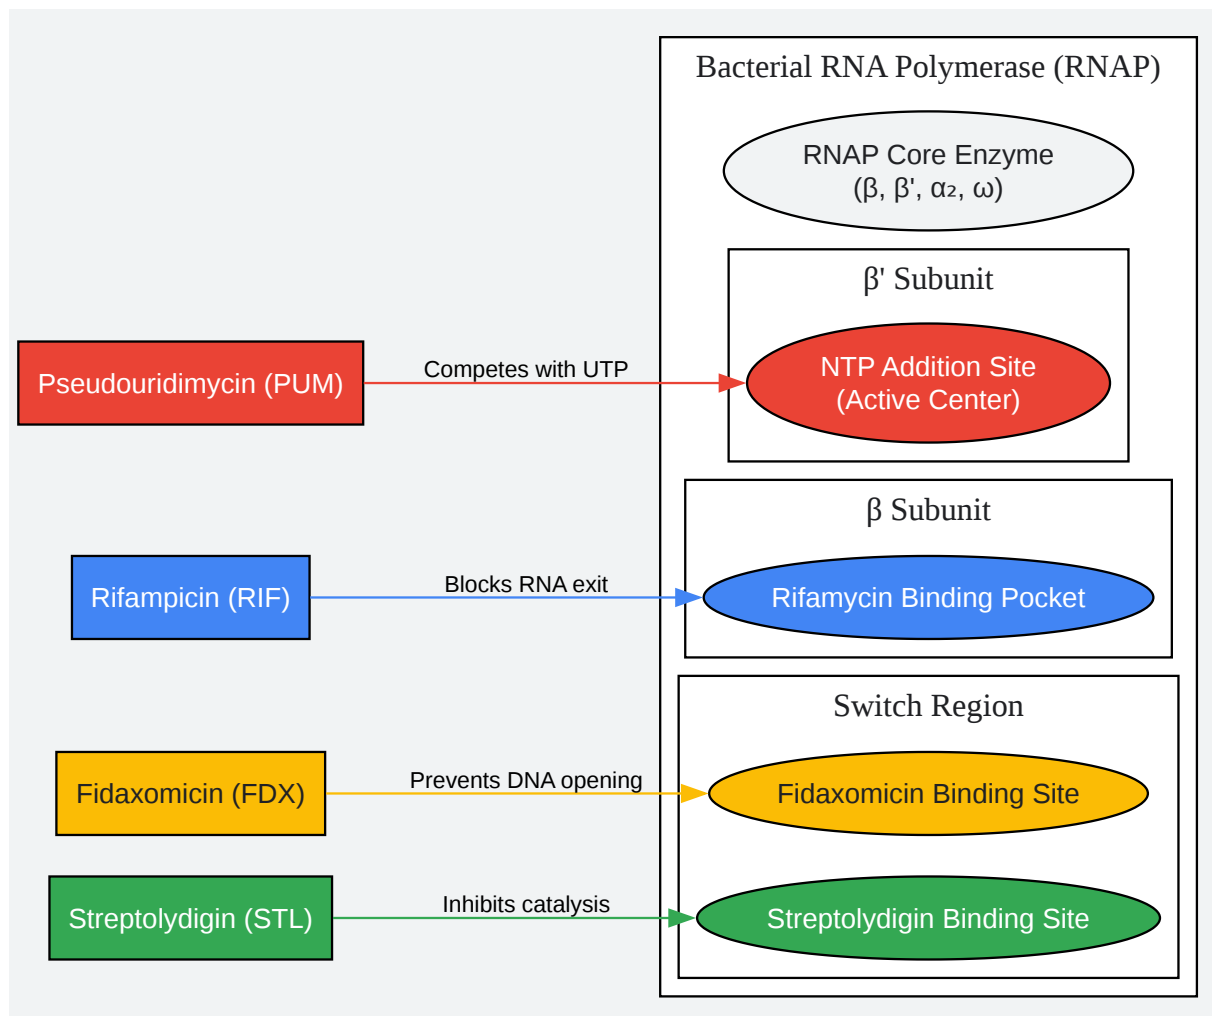 Bacterial RNA Polymerase (RNAP)
RNAP Core Enzyme
(β, β', α₂, ω)
β' Subunit
Pseudouridimycin (PUM)
Competes with UTP
NTP Addition Site
(Active Center)
β Subunit
Rifampicin (RIF)
Blocks RNA exit
Rifamycin Binding Pocket
Switch Region
Fidaxomicin (FDX)
Prevents DNA opening
Fidaxomicin Binding Site
Streptolydigin (STL)
Inhibits catalysis
Streptolydigin Binding Site